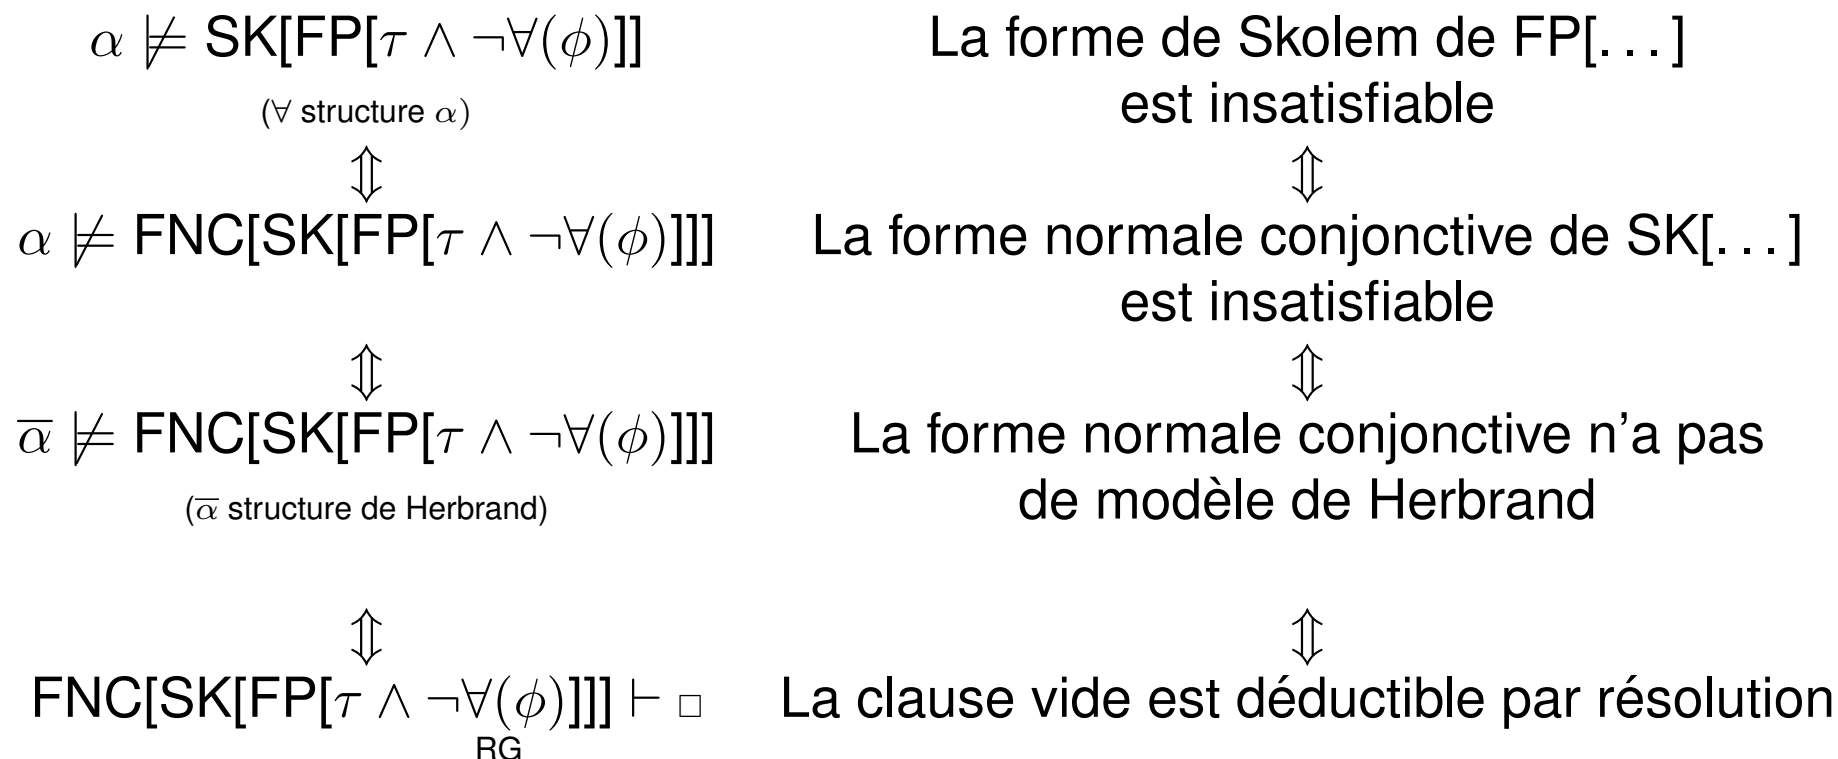 α ⊭ SK[FP[τ ∧ ¬∀(ϕ)]] La forme de Skolem de FP[. . . ]
(∀ structure α) est insatisfiable
⇕ ⇕
α ⊭ FNC[SK[FP[τ ∧ ¬∀(ϕ)]]] La forme normale conjonctive de SK[. . . ]
est insatisfiable
⇕ ⇕
α̅ ⊭ FNC[SK[FP[τ ∧ ¬∀(ϕ)]]] La forme normale conjonctive n'a pas
(α̅ structure de Herbrand) de modèle de Herbrand
⇕ ⇕
FNC[SK[FP[τ ∧ ¬∀(ϕ)]]] ⊢ □ La clause vide est déductible par résolution
RG